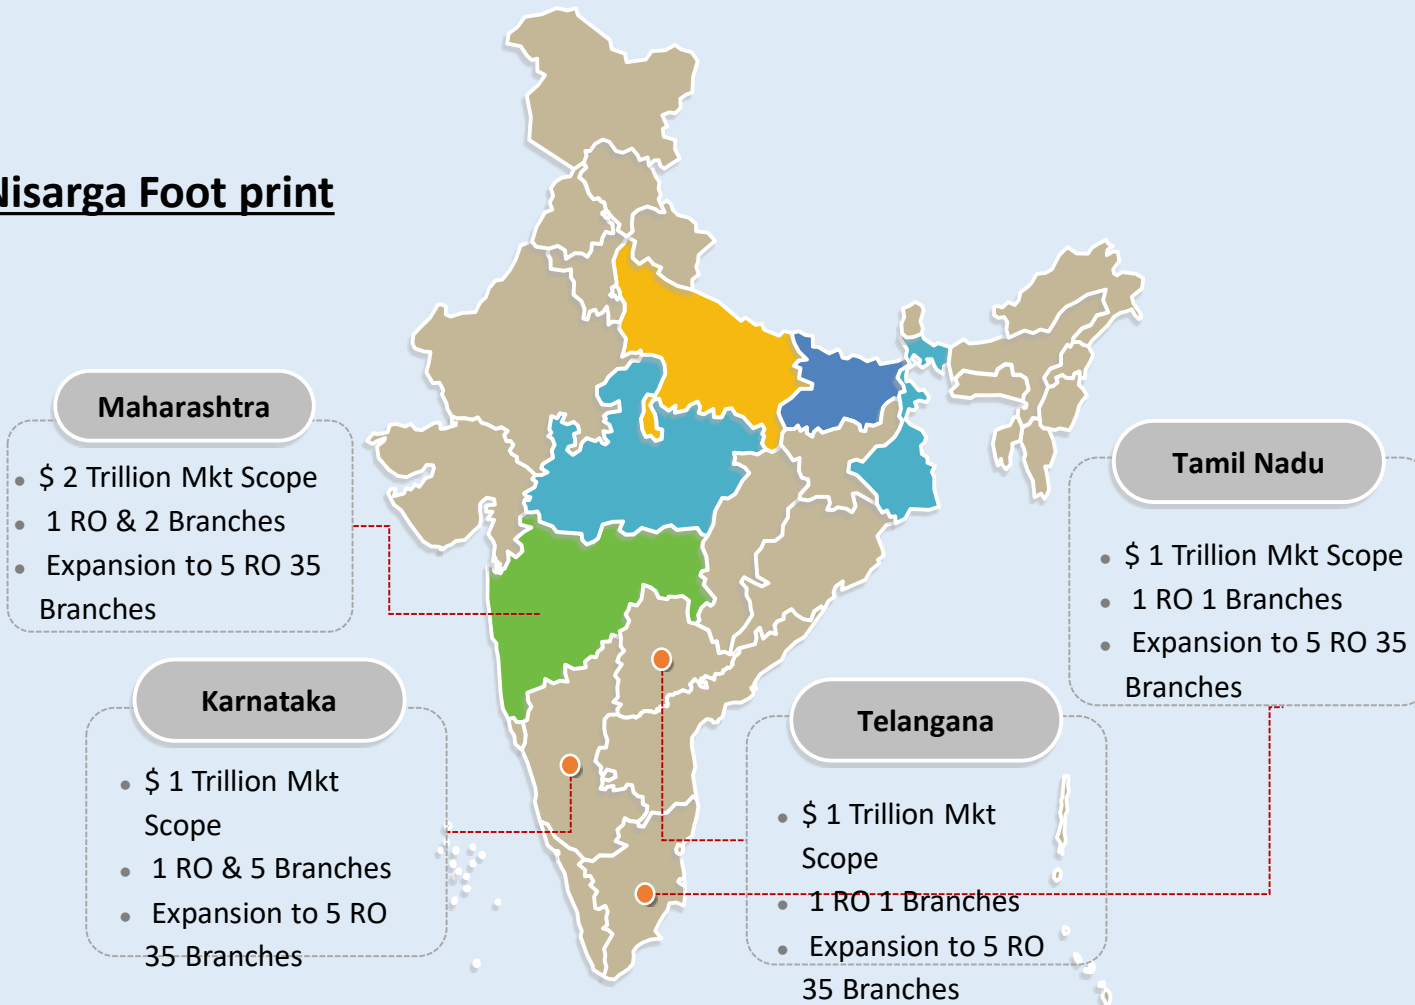 Nisarga Foot print
Maharashtra
$ 2 Trillion Mkt Scope
1 RO & 2 Branches
Expansion to 5 RO 35
Branches
Karnataka
$ 1 Trillion Mkt
Scope
1 RO & 5 Branches
Expansion to 5 RO
35 Branches
Telangana
$ 1 Trillion Mkt
Scope
1 RO 1 Branches
Expansion to 5 RO
35 Branches
Tamil Nadu
$ 1 Trillion Mkt Scope
1 RO 1 Branches
Expansion to 5 RO 35
Branches